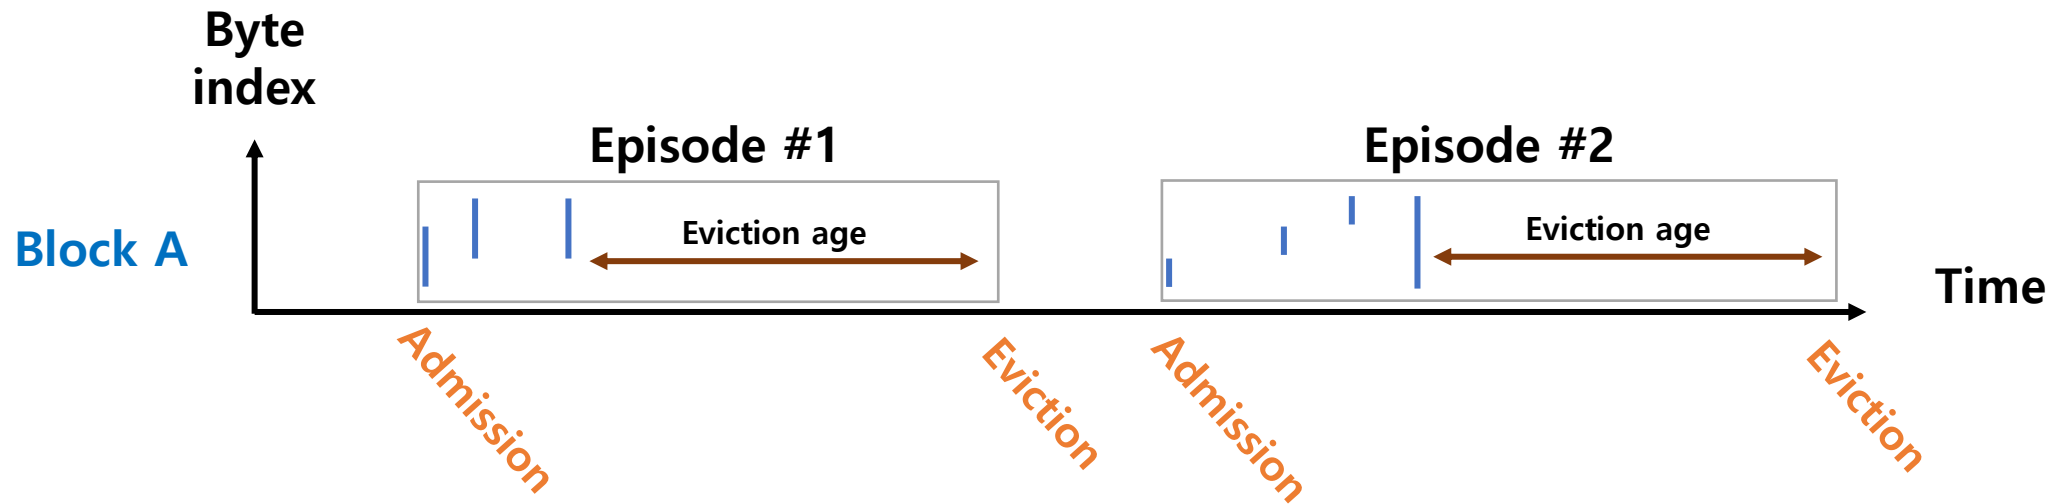 Byte
index
Episode #1
Episode #2
Block A
Eviction age
Eviction age
Time
Admission
Eviction
Admission
Eviction